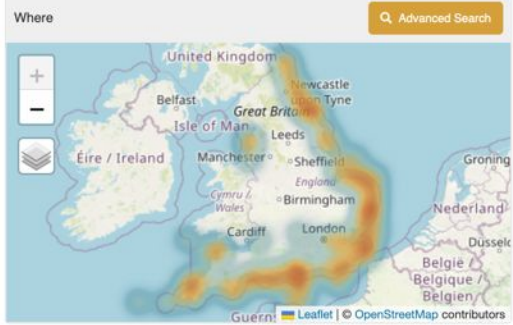 Where
Advanced Search
+
−
United Kingdom
Newcastle
upon Tyne
Belfast
Great Britain
Isle of Man
Leeds
Éire / Ireland
Manchester
Sheffield
Groning
England
Cymru /
Wales
Birmingham
Nederland
Cardiff
London
Düsseld
België /
Belgique /
Belgien
Guern
Leaflet | © OpenStreetMap contributors